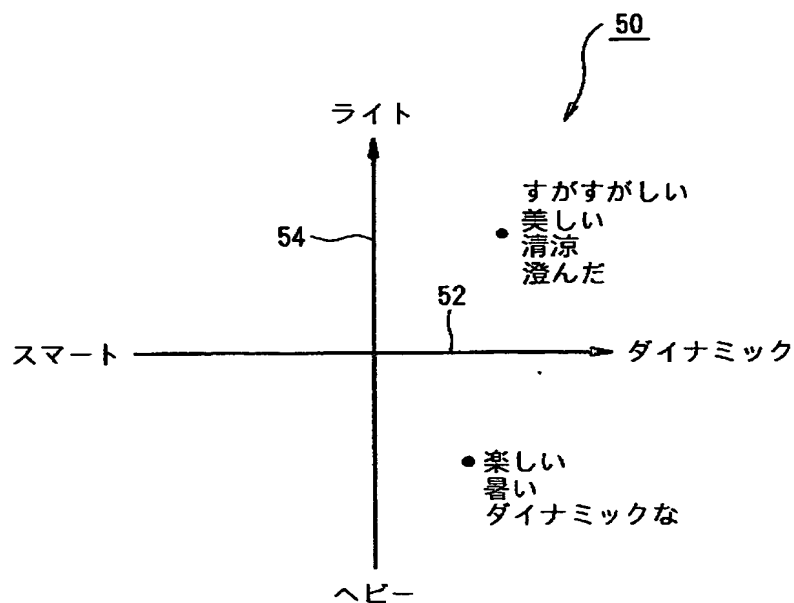 50
ライト
すがすがしい
美しい
清涼
澄んだ
54
52
スマート
ダイナミック
楽しい
暑い
ダイナミックな
ヘビー